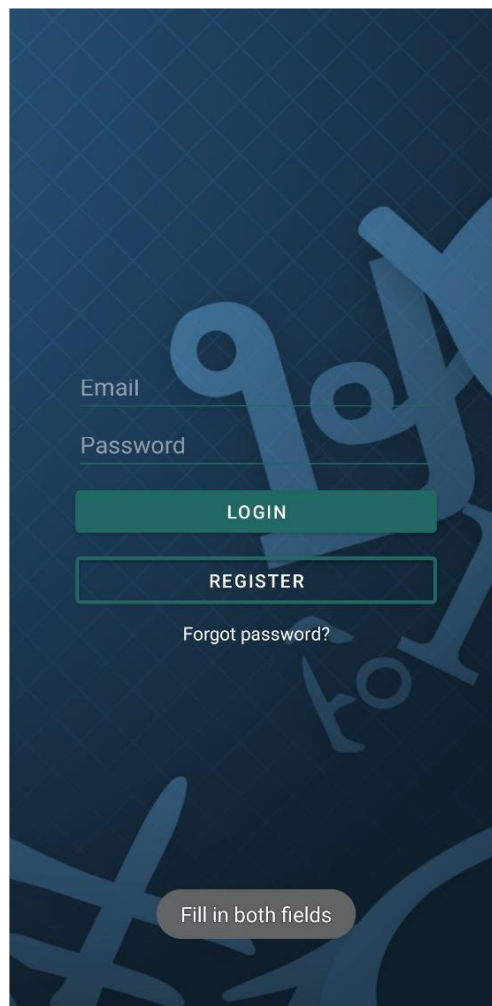 Email
Password
LOGIN
REGISTER
Forgot password?
Fill in both fields